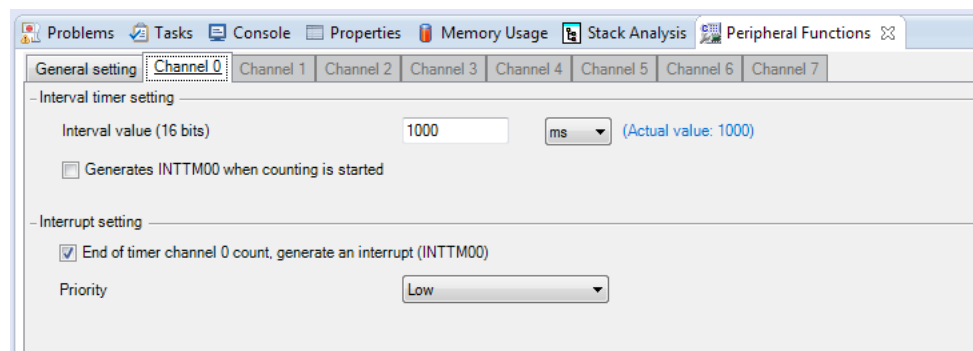 Problems Tasks Console Properties Memory Usage Stack Analysis Peripheral Functions
General setting Channel 0 Channel 1 Channel 2 Channel 3 Channel 4 Channel 5 Channel 6 Channel 7
Interval timer setting
Interval value (16 bits) 1000 ms (Actual value: 1000)
Generates INTTM00 when counting is started
Interrupt setting
End of timer channel 0 count, generate an interrupt (INTTM00)
Priority Low